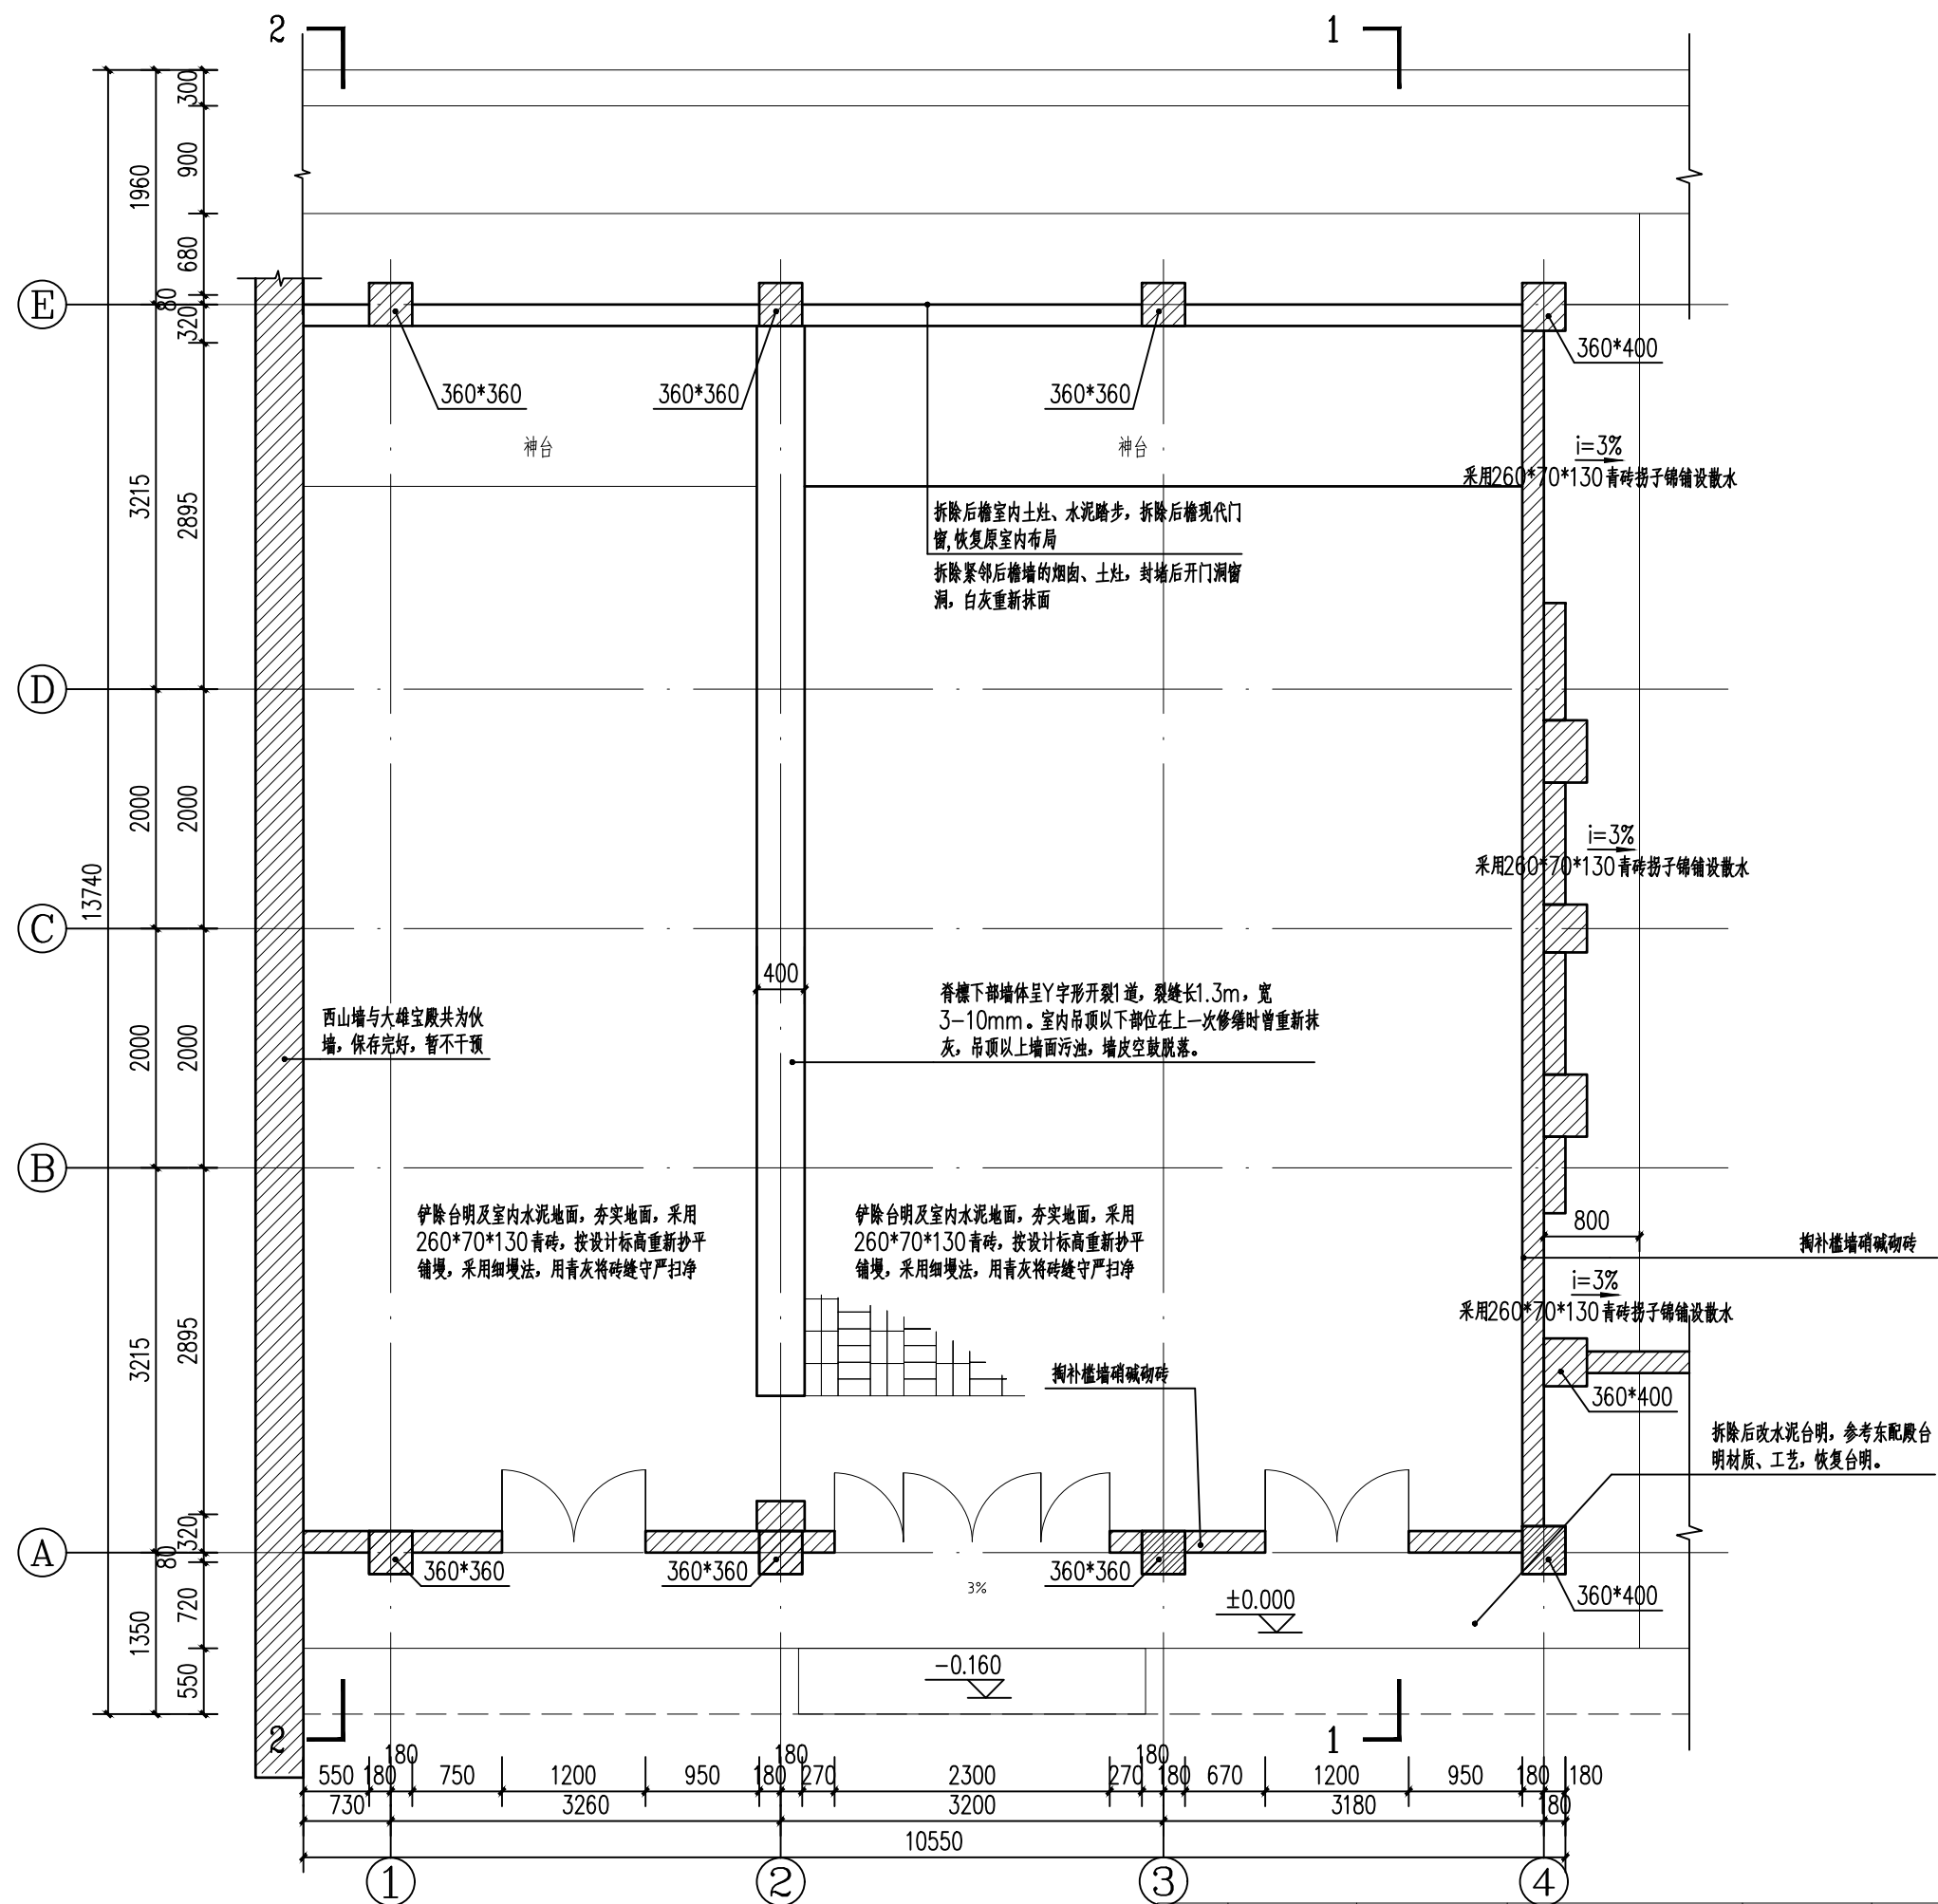 2
1
300
900
680
80
320
2895
2000
2000
2895
320
80
720
550
1960
3215
2000
2000
3215
1350
13740
E
D
C
B
A
360*360
360*360
360*360
360*400
神台
神台
i=3%
采用260*70*130青砖拐子锦铺设散水
拆除后檐室内土灶、水泥踏步，拆除后檐现代门
窗，恢复原室内布局
拆除紧邻后檐墙的烟囱、土灶，封堵后开门洞窗
洞，白灰重新抹面
i=3%
采用260*70*130青砖拐子锦铺设散水
400
西山墙与大雄宝殿共为伙
墙，保存完好，暂不干预
脊檩下部墙体呈Y字形开裂1道，裂缝长1.3m，宽
3-10mm。室内吊顶以下部位在上一次修缮时曾重新抹
灰，吊顶以上墙面污浊，墙皮空鼓脱落。
铲除台明及室内水泥地面，夯实地面，采用
260*70*130青砖，按设计标高重新抄平
铺墁，采用细墁法，用青灰将砖缝守严扫净
铲除台明及室内水泥地面，夯实地面，采用
260*70*130青砖，按设计标高重新抄平
铺墁，采用细墁法，用青灰将砖缝守严扫净
800
掏补槛墙硝碱砌砖
i=3%
采用260*70*130青砖拐子锦铺设散水
掏补槛墙硝碱砌砖
360*400
拆除后改水泥台明，参考东配殿台
明材质、工艺，恢复台明。
360*360
360*360
360*360
360*400
3%
±0.000
-0.160
2
1
550
180
180
750
1200
950
180
180
270
2300
270
180
180
670
1200
950
180
180
730
3260
3200
3180
180
10550
1
2
3
4